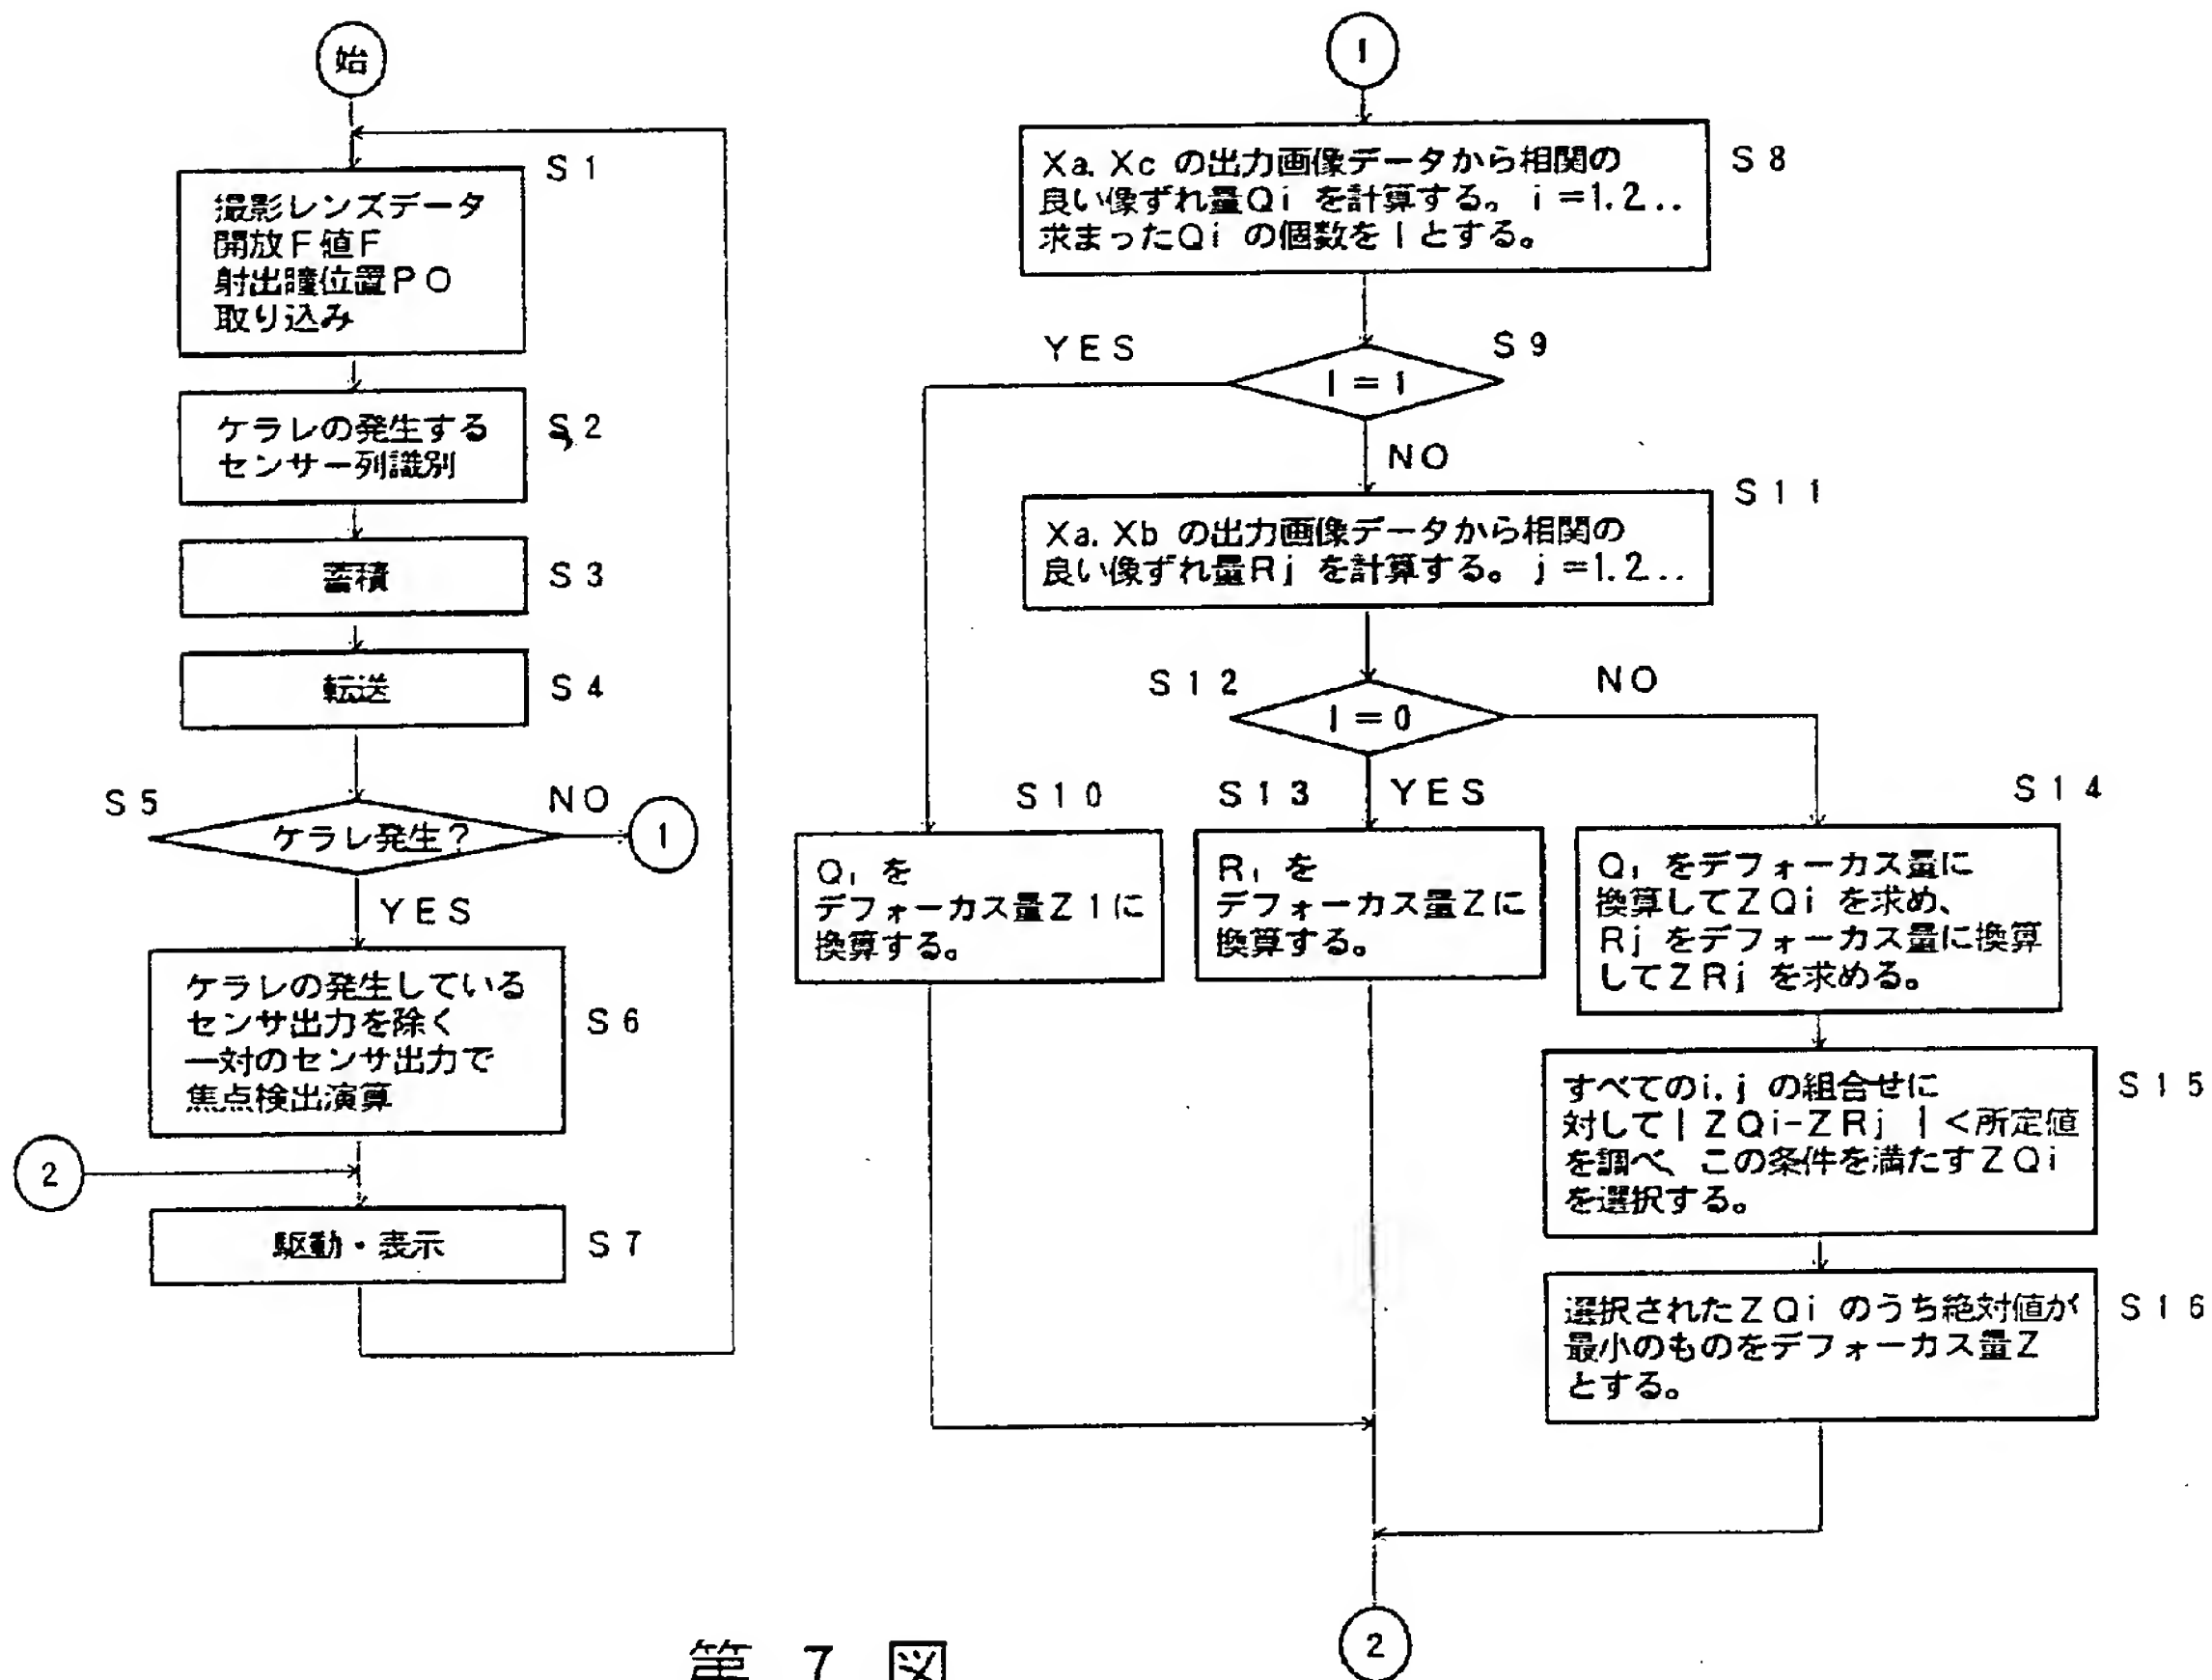 始
S1
撮影レンズデータ
開放F値F
射出瞳位置PO
取り込み
S2
ケラレの発生する
センサー列識別
蓄積
S3
転送
S4
S5
ケラレ発生?
NO
1
YES
ケラレの発生している
センサ出力を除く
一対のセンサ出力で
焦点検出演算
S6
2
駆動・表示
S7
1
Xa.Xc の出力画像データから相関の
良い像ずれ量Qi を計算する。i=1.2..
求まったQi の個数をIとする。
S8
YES
S9
I=1
NO
S11
Xa.Xb の出力画像データから相関の
良い像ずれ量Rj を計算する。j=1.2..
S12
I=0
NO
S10
S13
YES
S14
Q₁ を
デフォーカス量Z1に
換算する。
R₁ を
デフォーカス量Zに
換算する。
Qi をデフォーカス量に
換算してZQi を求め、
Rj をデフォーカス量に換算
してZRj を求める。
すべてのi.j の組合せに
対して|ZQi-ZRj|<所定値
を調べ、この条件を満たすZQi
を選択する。
S15
選択されたZQi のうち絶対値が
最小のものをデフォーカス量Z
とする。
S16
2
第7図